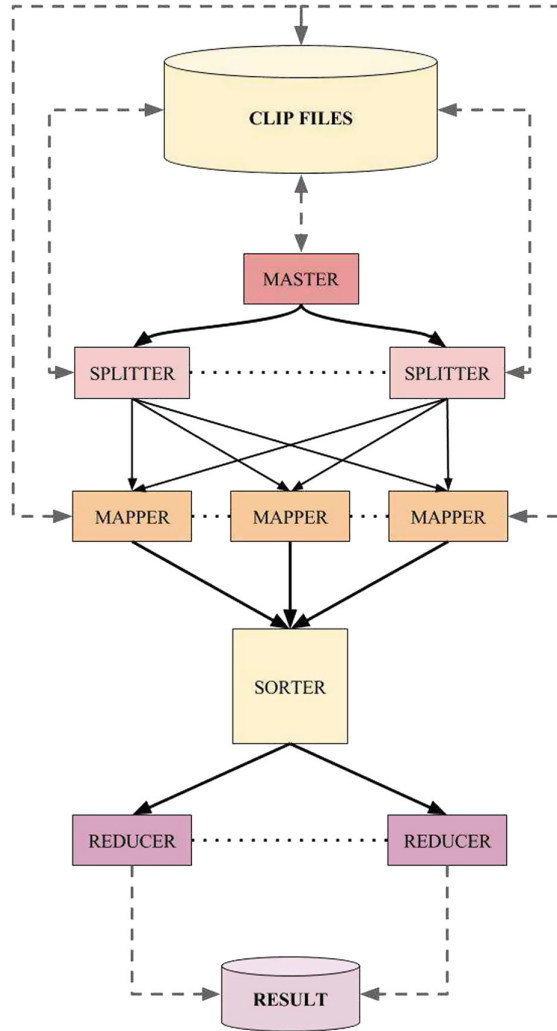 CLIP FILES
MASTER
SPLITTER
SPLITTER
MAPPER
MAPPER
MAPPER
SORTER
REDUCER
REDUCER
RESULT